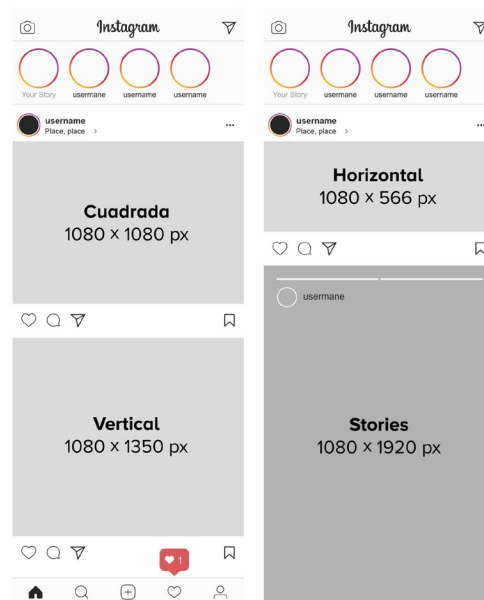 Instagram
Your Story
usermane
username
username
username
Place, place >
Cuadrada
1080 × 1080 px
Vertical
1080 × 1350 px
1
Instagram
Your Story
usermane
username
username
username
Place, place >
Horizontal
1080 × 566 px
usermane
Stories
1080 × 1920 px